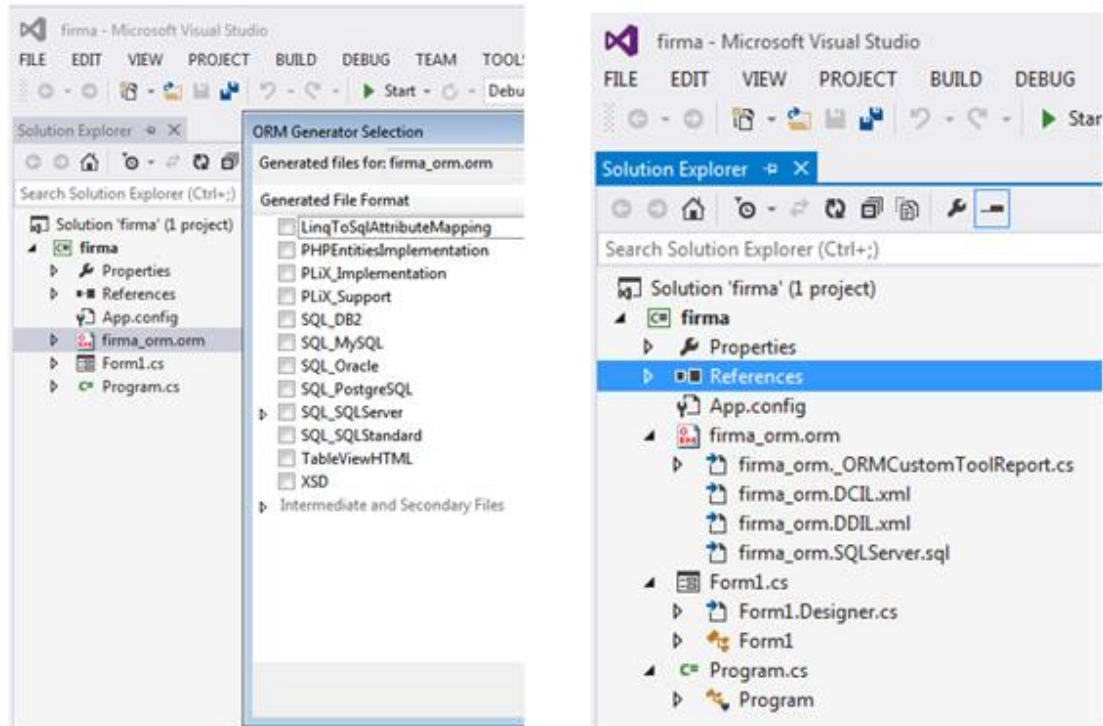 firma - Microsoft Visual Studio
FILE EDIT VIEW PROJECT BUILD DEBUG TEAM
Start
Solution Explorer
Search Solution Explorer (Ctrl+;)
Solution 'firma' (1 project)
firma
Properties
References
App.config
firma_orm.orm
Form1.cs
C# Program.cs
ORM Generator Selection
Generated files for: firma_orm.orm
Generated File Format
LinqToSqlAttributeMapping
PHPEntitiesImplementation
PLiX_Implementation
PLiX_Support
SQL_DB2
SQL_MySQL
SQL_Oracle
SQL_PostgreSQL
SQL_SQLServer
SQL_SQLStandard
TableViewHTML
XSD
Intermediate and Secondary Files
firma - Microsoft Visual Studio
FILE EDIT VIEW PROJECT BUILD DEBUG
Solution Explorer
Search Solution Explorer (Ctrl+;)
Solution 'firma' (1 project)
C# firma
Properties
References
App.config
firma_orm.orm
firma_orm._ORMCustomToolReport.cs
firma_orm.DCIL.xml
firma_orm.DDIL.xml
firma_orm.SQLServer.sql
Form1.cs
Form1.Designer.cs
Form1
C# Program.cs
Program